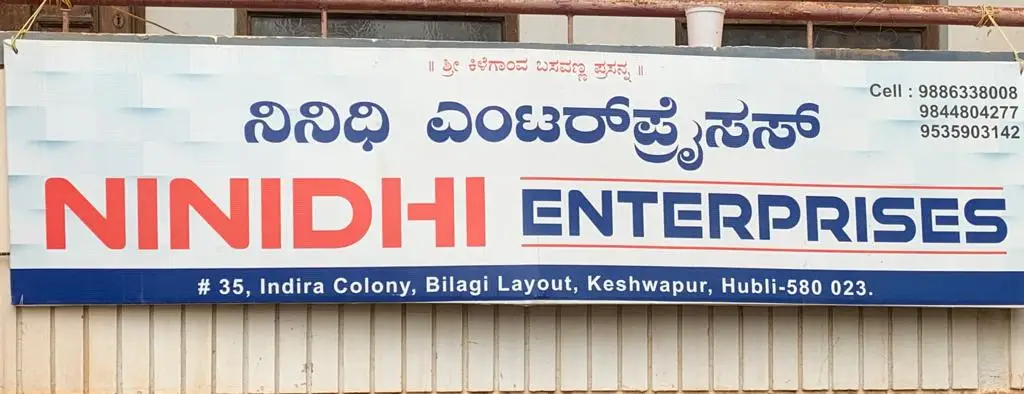 ॥ ಶ್ರೀ ಕಿಳೆಗಾಂವ ಬಸವಣ್ಣ ಪ್ರಸನ್ನ ॥
Cell : 9886338008
9844804277
9535903142
ನಿನಿಧಿ ಎಂಟರ್‌ಪ್ರೈಸಸ್
NINIDHI ENTERPRISES
# 35, Indira Colony, Bilagi Layout, Keshwapur, Hubli-580 023.